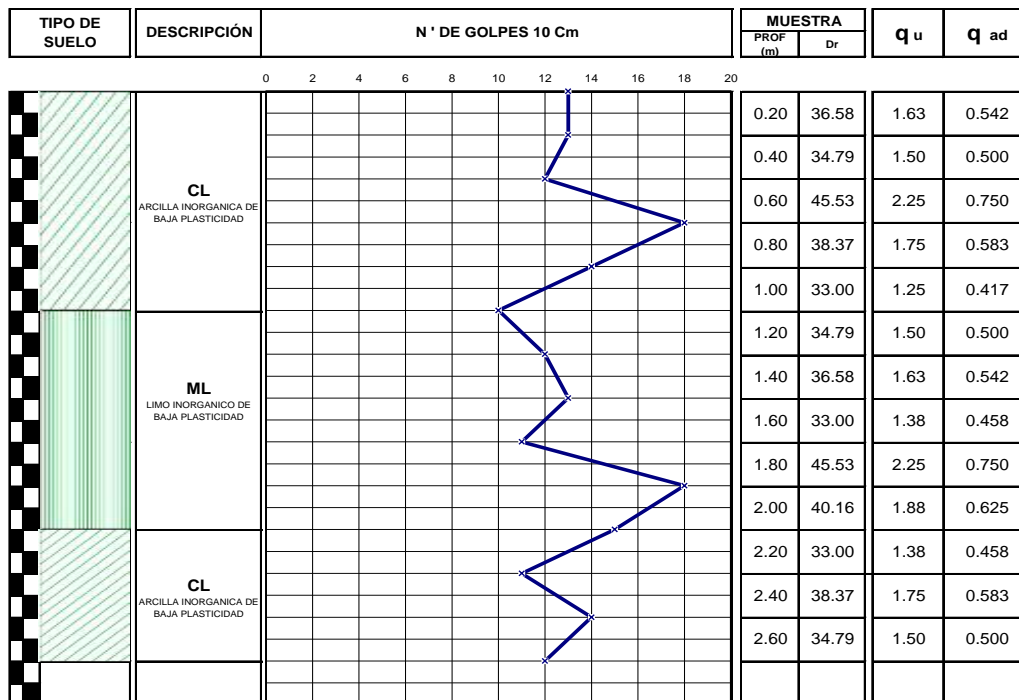 TIPO DE
SUELO
DESCRIPCIÓN
N ' DE GOLPES 10 Cm
MUESTRA
PROF
(m)
Dr
q u
q ad
0 2 4 6 8 10 12 14 16 18 20
CL
ARCILLA INORGANICA DE
BAJA PLASTICIDAD
ML
LIMO INORGANICO DE
BAJA PLASTICIDAD
CL
ARCILLA INORGANICA DE
BAJA PLASTICIDAD
0.20 36.58 1.63 0.542
0.40 34.79 1.50 0.500
0.60 45.53 2.25 0.750
0.80 38.37 1.75 0.583
1.00 33.00 1.25 0.417
1.20 34.79 1.50 0.500
1.40 36.58 1.63 0.542
1.60 33.00 1.38 0.458
1.80 45.53 2.25 0.750
2.00 40.16 1.88 0.625
2.20 33.00 1.38 0.458
2.40 38.37 1.75 0.583
2.60 34.79 1.50 0.500